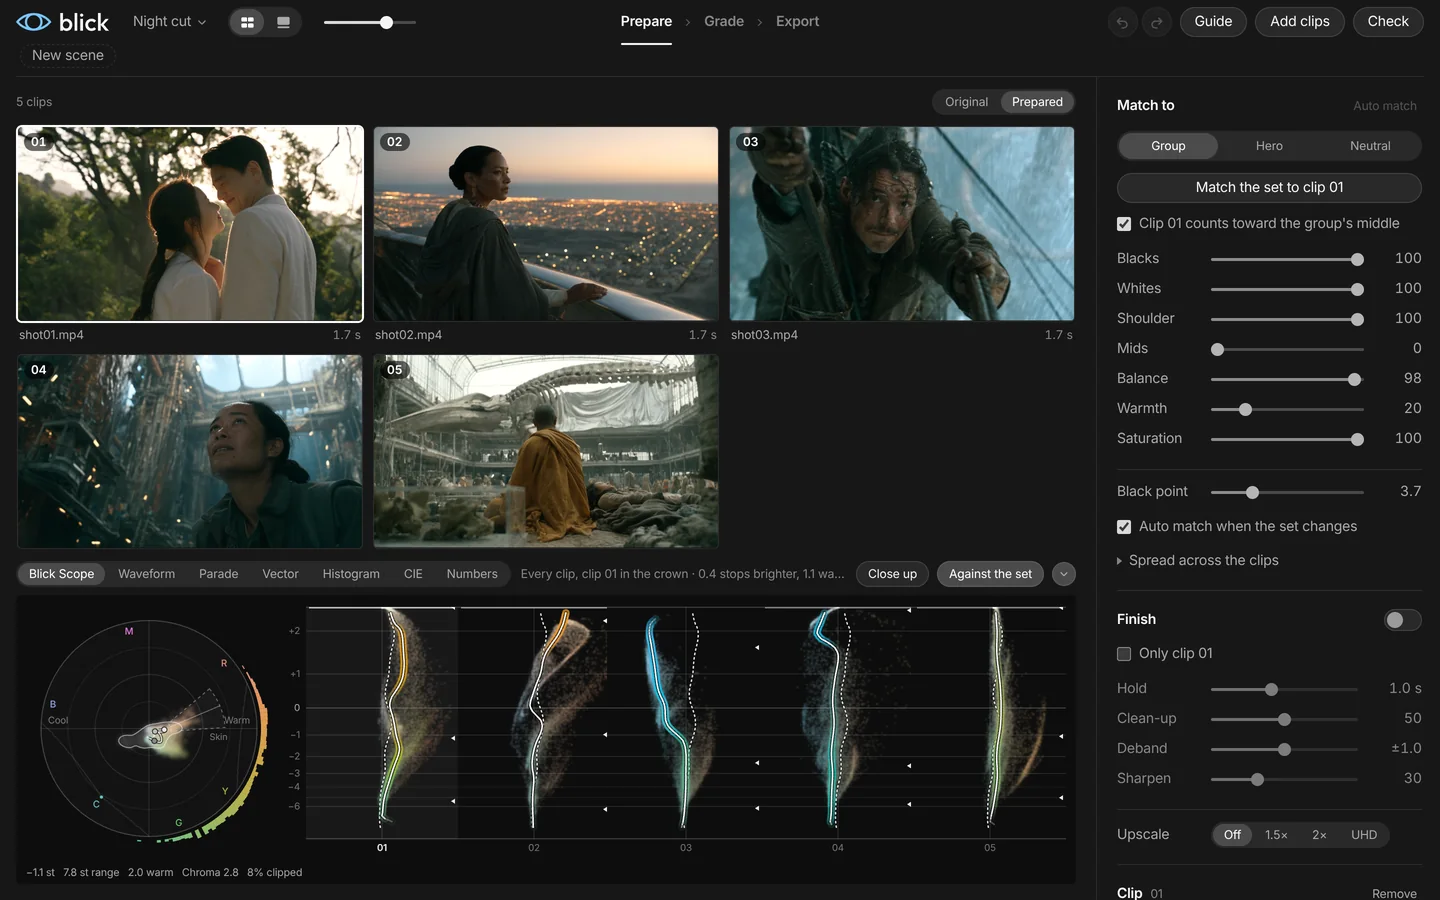 blick
Night cut
Prepare › Grade › Export
Guide
Add clips
Check
New scene
5 clips
Original
Prepared
01
02
03
shot01.mp4 1.7 s
shot02.mp4 1.7 s
shot03.mp4 1.7 s
04
05
Blick Scope
Waveform
Parade
Vector
Histogram
CIE
Numbers
Every clip, clip 01 in the crown · 0.4 stops brighter, 1.1 wa...
Close up
Against the set
M
R
B
Cool
Warm
Skin
Y
C
G
+2
+1
0
−1
−2
−3
−4
−6
01 02 03 04 05
−1.1 st 7.8 st range 2.0 warm Chroma 2.8 8% clipped
Match to
Auto match
Group
Hero
Neutral
Match the set to clip 01
Clip 01 counts toward the group's middle
Blacks 100
Whites 100
Shoulder 100
Mids 0
Balance 98
Warmth 20
Saturation 100
Black point 3.7
Auto match when the set changes
Spread across the clips
Finish
Only clip 01
Hold 1.0 s
Clean-up 50
Deband ±1.0
Sharpen 30
Upscale Off 1.5× 2× UHD
Clip 01 Remove